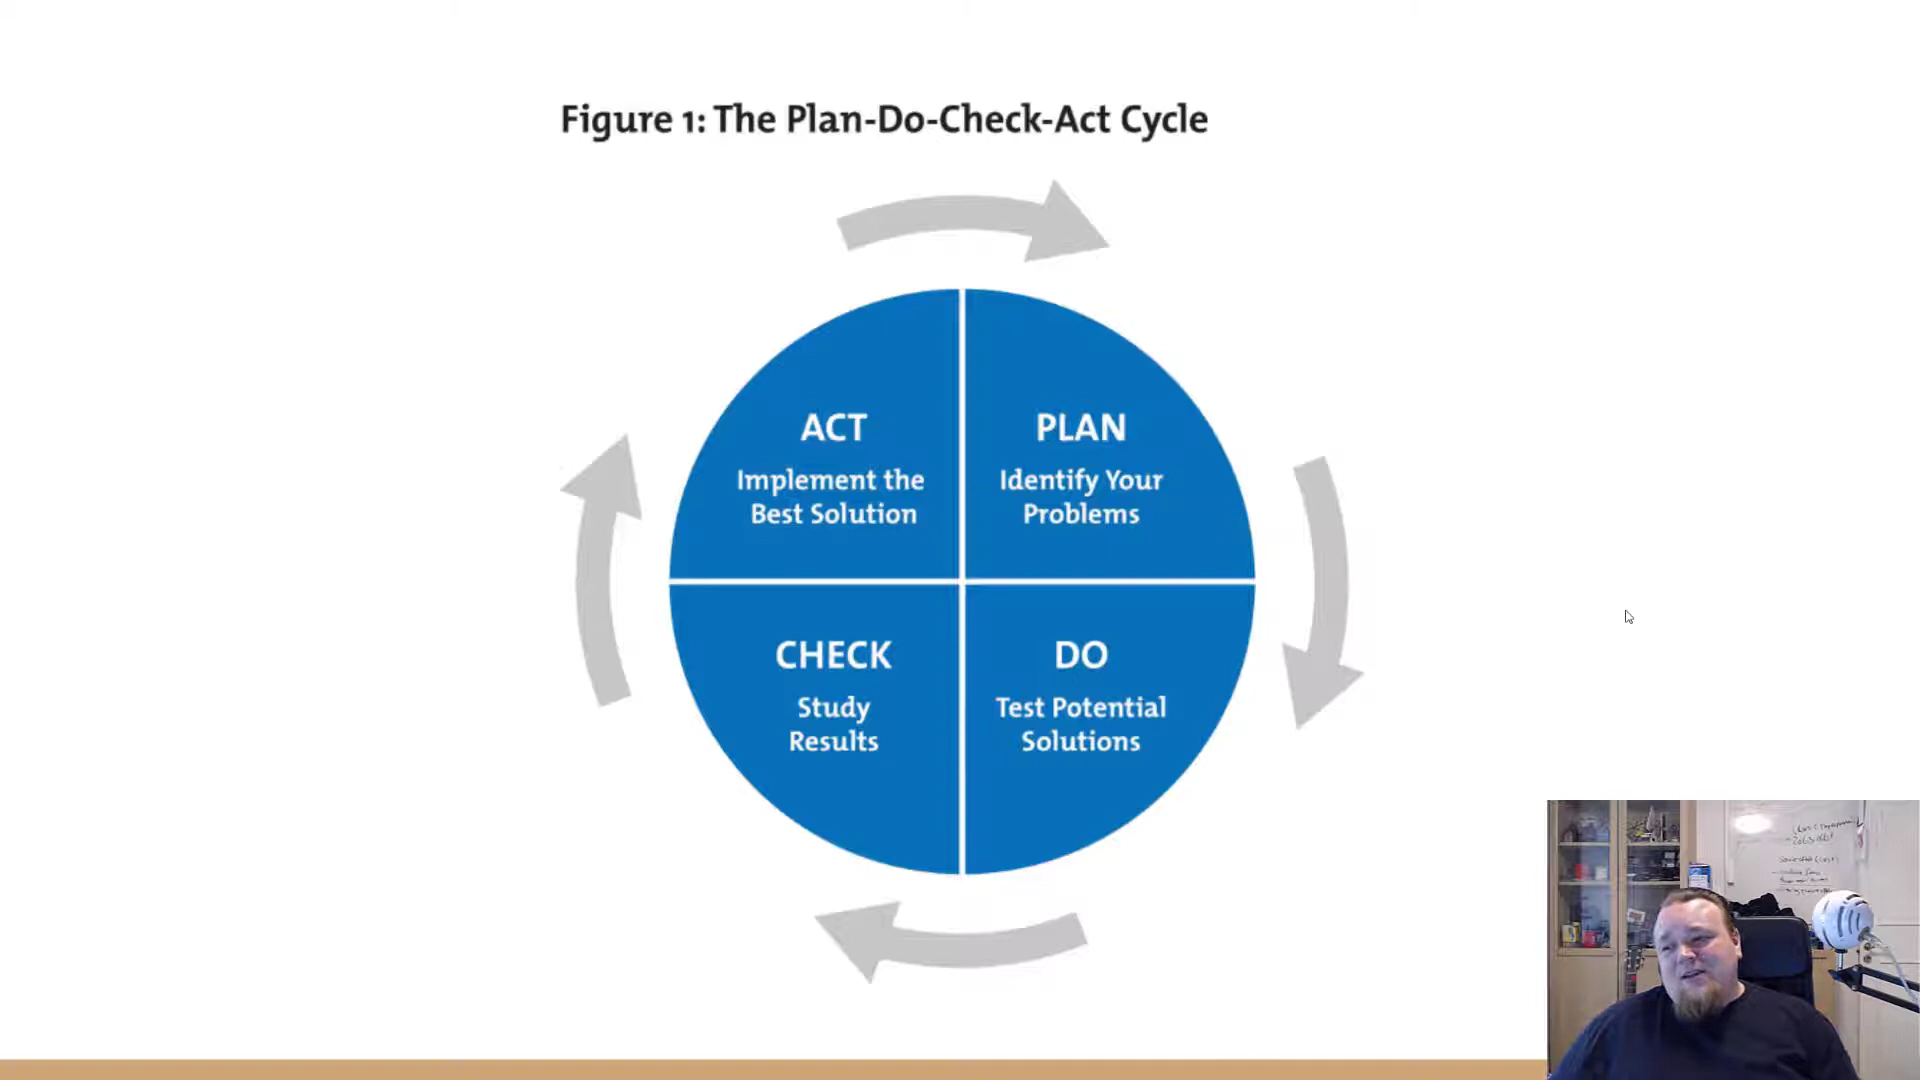 Figure 1: The Plan-Do-Check-Act Cycle
ACT
Implement the
Best Solution
PLAN
Identify Your
Problems
CHECK
Study
Results
DO
Test Potential
Solutions